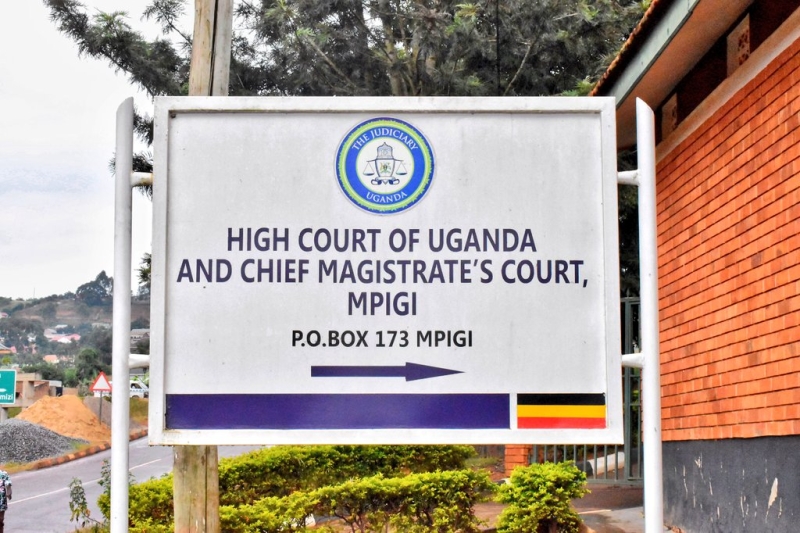 THE JUDICIARY
UGANDA
HIGH COURT OF UGANDA
AND CHIEF MAGISTRATE'S COURT,
MPIGI
P.O.BOX 173 MPIGI